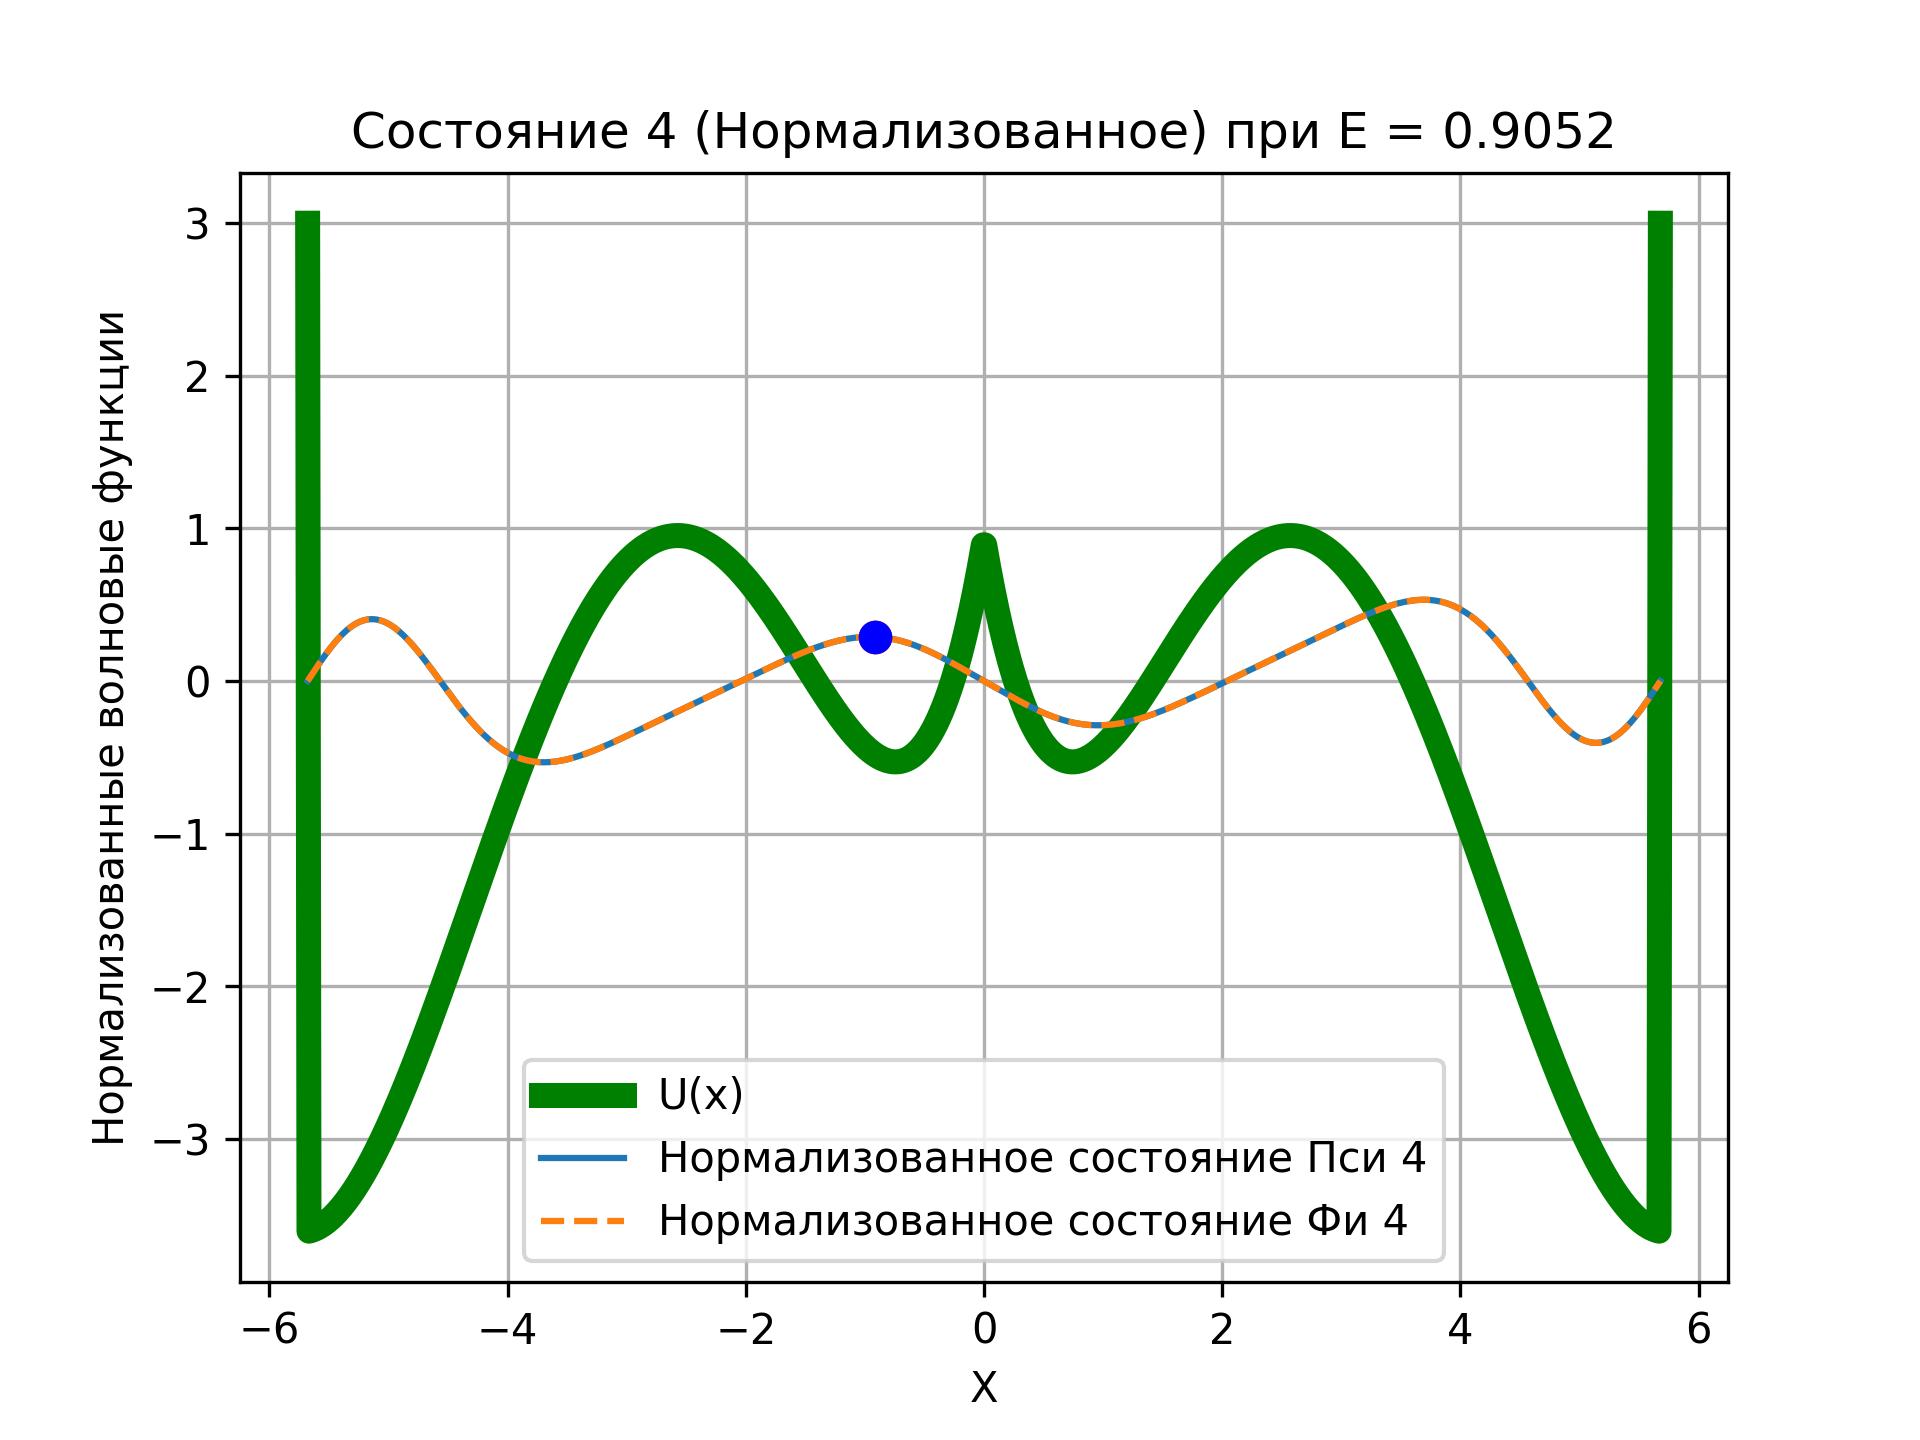 Состояние 4 (Нормализованное) при E = 0.9052
Нормализованные волновые функции
3
2
1
0
−1
−2
−3
U(x)
Нормализованное состояние Пси 4
Нормализованное состояние Фи 4
−6 −4 −2 0 2 4 6
X